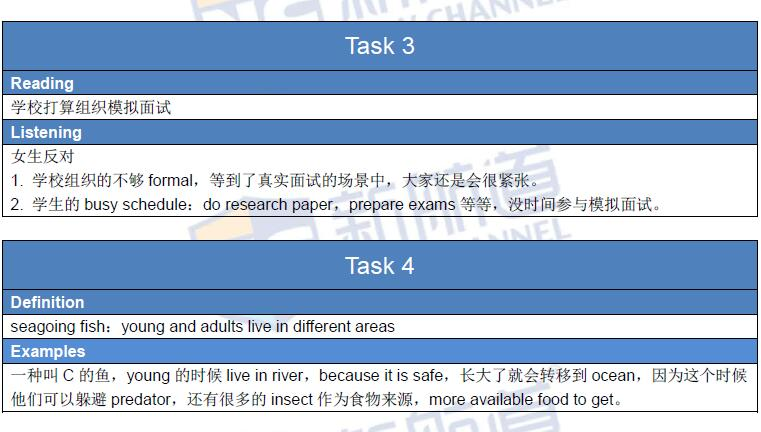 CHANNEL
Task 3
Reading
学校打算组织模拟面试
Listening
女生反对
1. 学校组织的不够 formal，等到了真实面试的场景中，大家还是会很紧张。
2. 学生的 busy schedule：do research paper，prepare exams 等等，没时间参与模拟面试。
新航道
CHANNEL
Task 4
Definition
seagoing fish：young and adults live in different areas
Examples
一种叫 C 的鱼，young 的时候 live in river，because it is safe，长大了就会转移到 ocean，因为这个时候
他们可以躲避 predator，还有很多的 insect 作为食物来源，more available food to get。